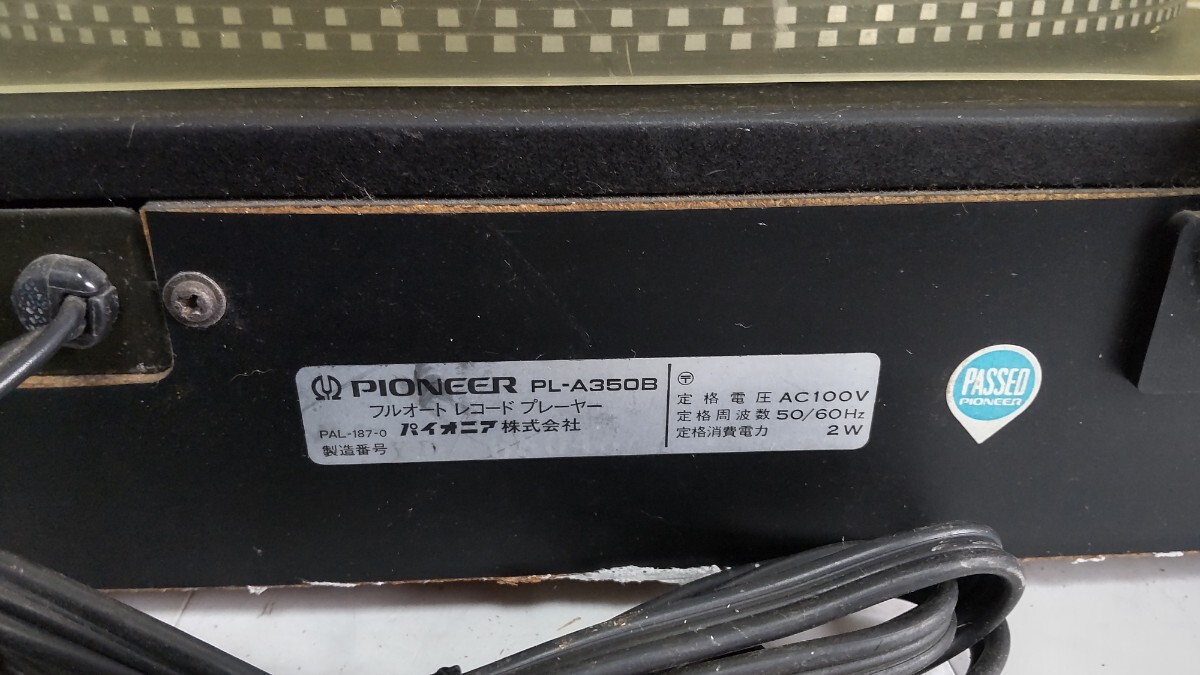 PIONEER PL-A350B
フルオート レコード プレーヤー
PAL-187-0 パイオニア株式会社
製造番号
〒
定格電圧 AC100V
定格周波数 50/60Hz
定格消費電力 2W
PASSED
PIONEER